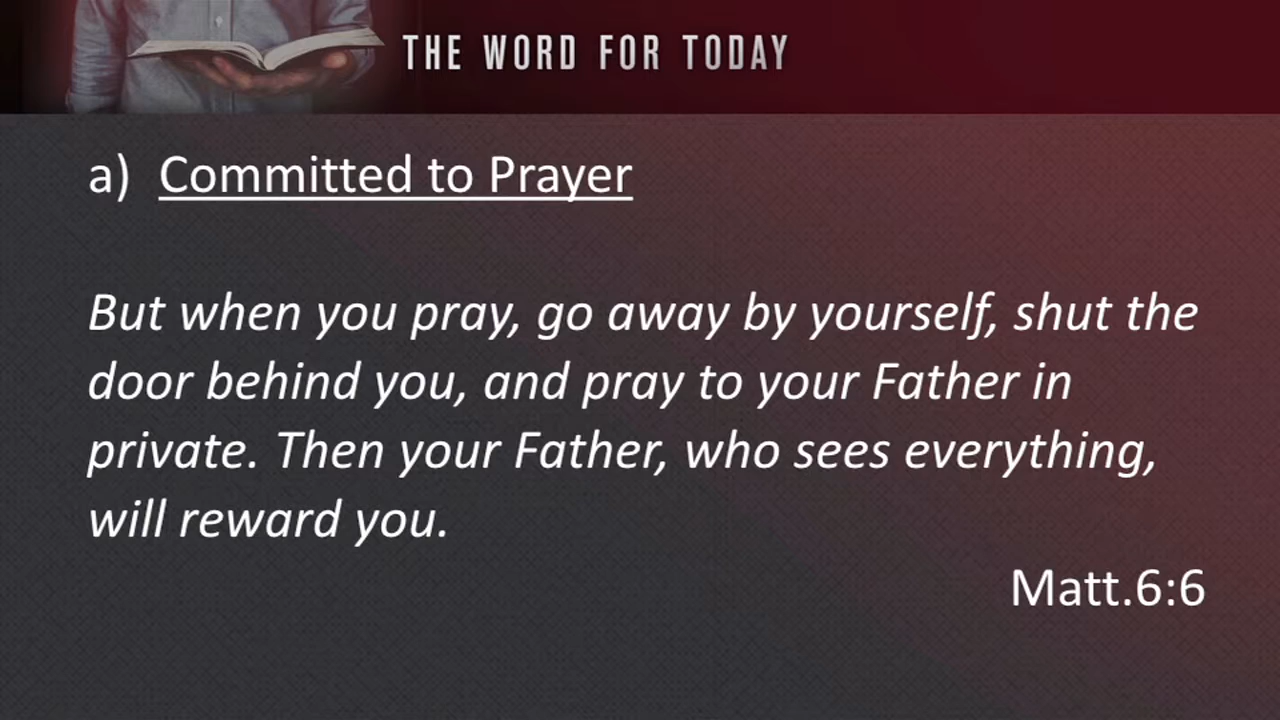 THE WORD FOR TODAY
a) Committed to Prayer
But when you pray, go away by yourself, shut the
door behind you, and pray to your Father in
private. Then your Father, who sees everything,
will reward you.
Matt.6:6